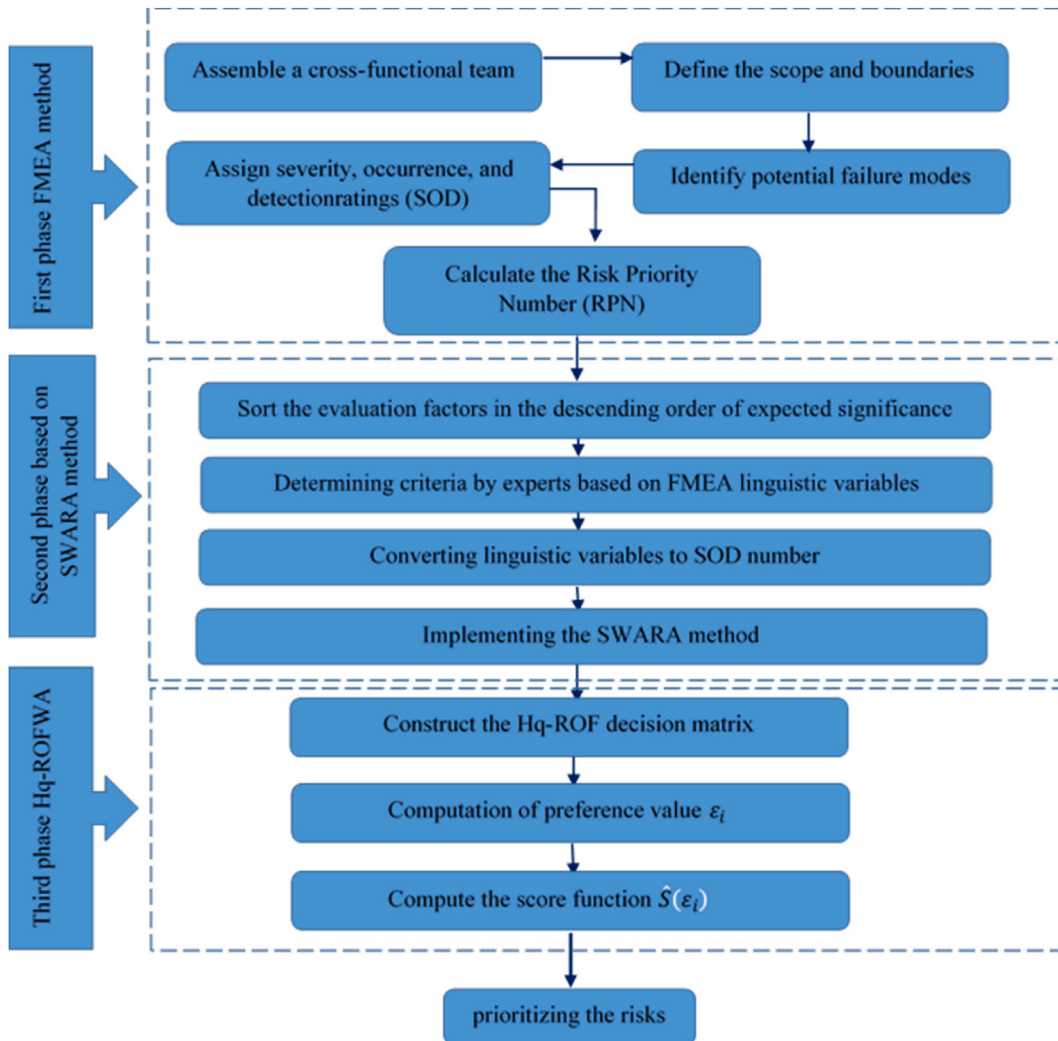 First phase FMEA method
Assemble a cross-functional team
Define the scope and boundaries
Identify potential failure modes
Assign severity, occurrence, and
detectionratings (SOD)
Calculate the Risk Priority
Number (RPN)
Second phase based on
SWARA method
Sort the evaluation factors in the descending order of expected significance
Determining criteria by experts based on FMEA linguistic variables
Converting linguistic variables to SOD number
Implementing the SWARA method
Third phase Hq-ROFWA
Construct the Hq-ROF decision matrix
Computation of preference value εᵢ
Compute the score function Ŝ(εᵢ)
prioritizing the risks